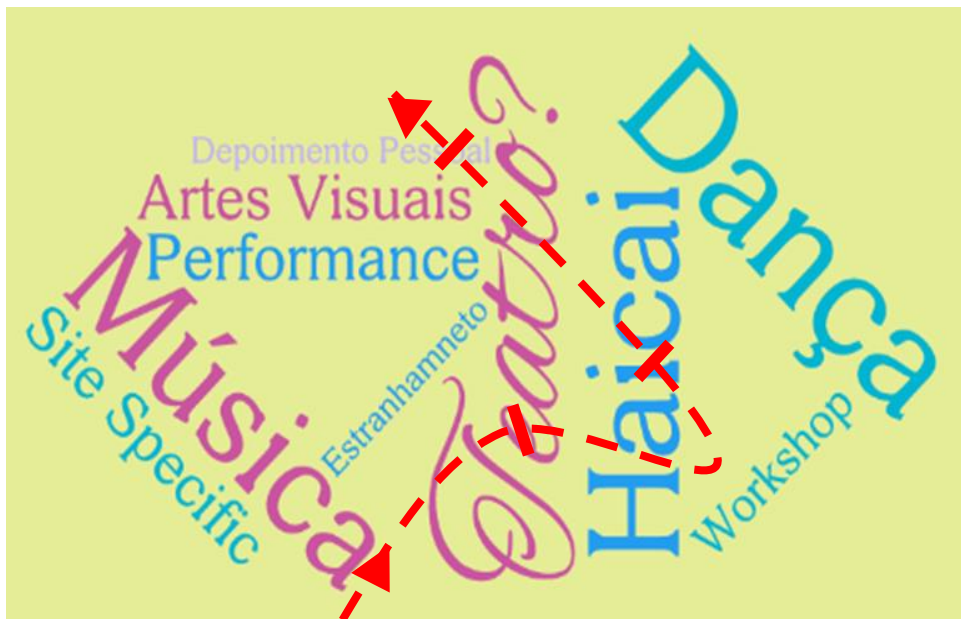 Depoimento Pessoal
Artes Visuais
Performance
Música
Site Specific
Estranhamneto
Teatro?
Haicai
Dança
Workshop